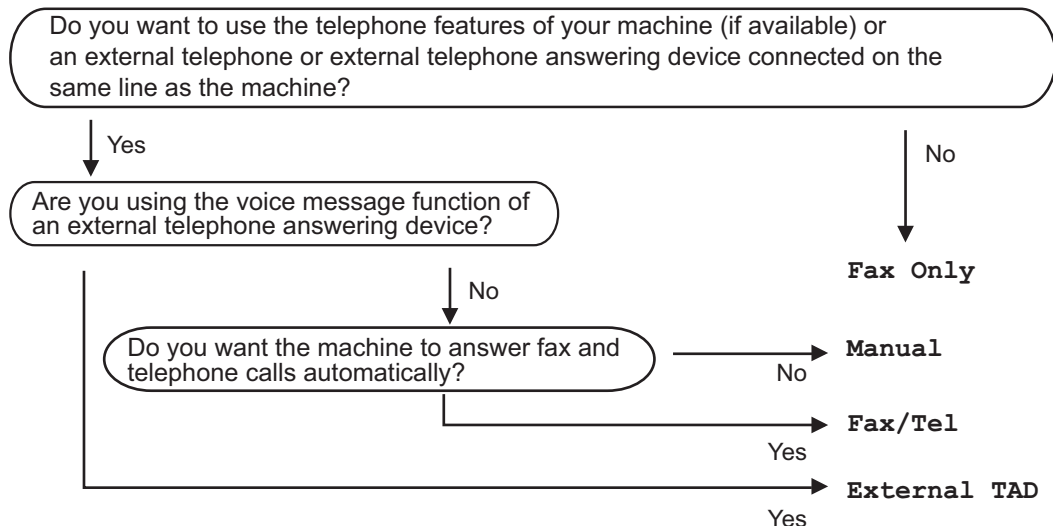 Do you want to use the telephone features of your machine (if available) or
an external telephone or external telephone answering device connected on the
same line as the machine?
Yes
No
Are you using the voice message function of
an external telephone answering device?
Fax Only
No
Do you want the machine to answer fax and
telephone calls automatically?
Manual
No
Fax/Tel
Yes
External TAD
Yes